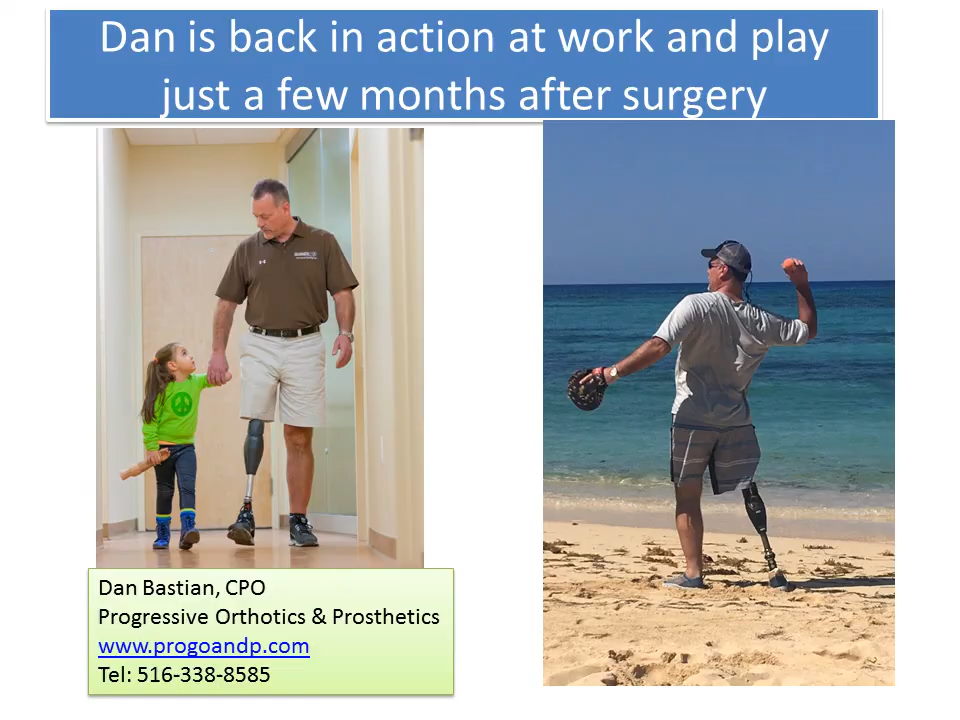 Dan is back in action at work and play
just a few months after surgery
Dan Bastian, CPO
Progressive Orthotics & Prosthetics
www.progoandp.com
Tel: 516-338-8585